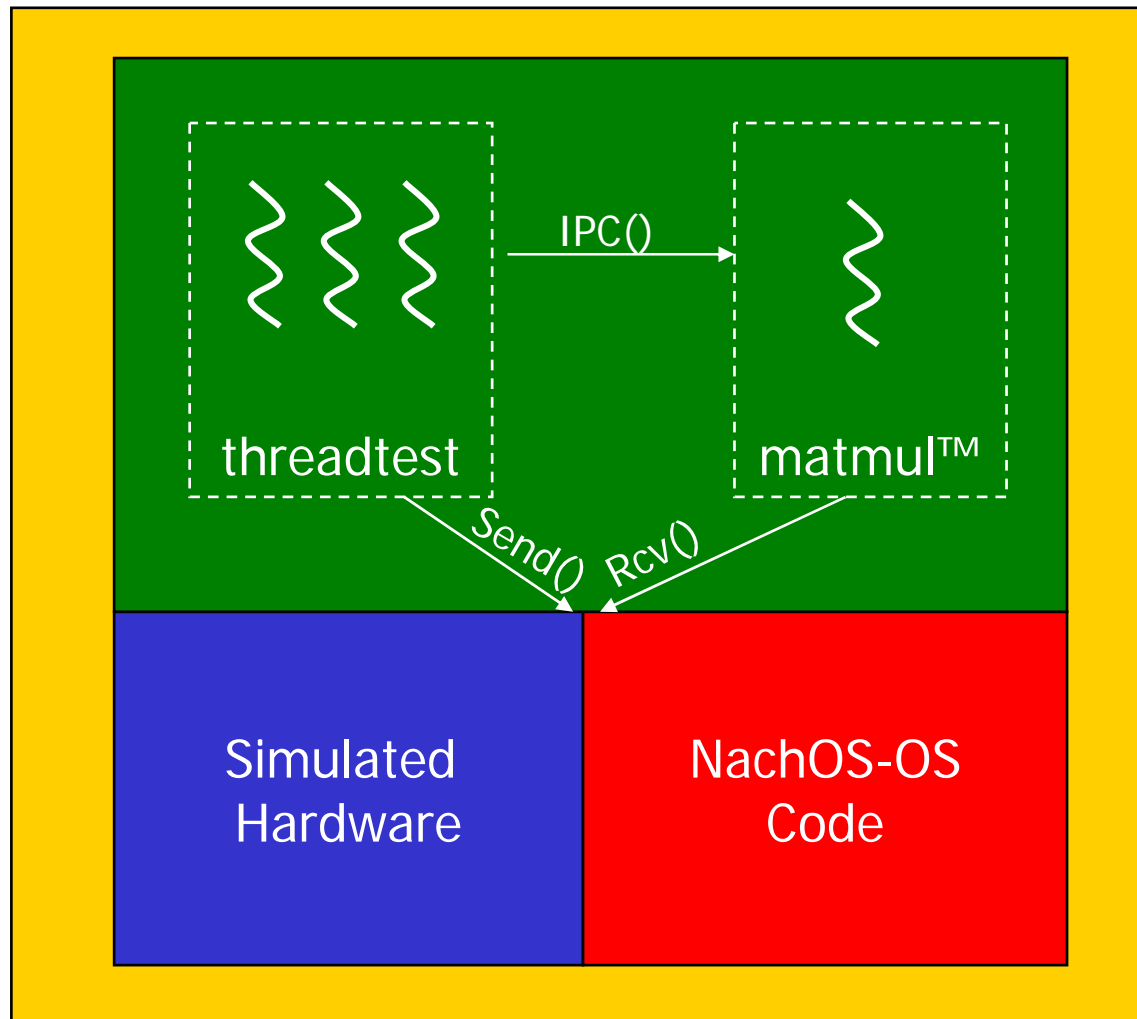 IPC()
threadtest
matmul™
Send()
Rcv()
Simulated
Hardware
NachOS-OS
Code